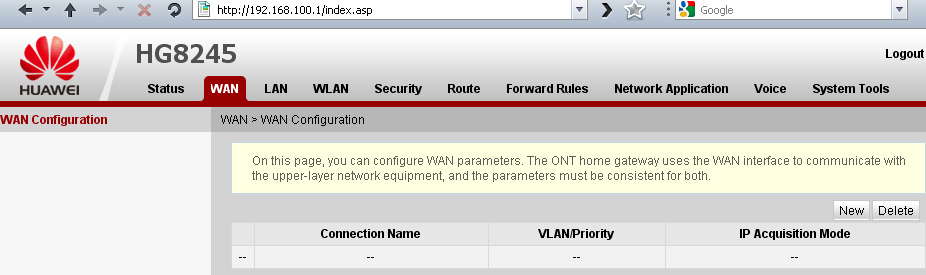 http://192.168.100.1/index.asp
Google
HG8245
Logout
HUAWEI
Status WAN LAN WLAN Security Route Forward Rules Network Application Voice System Tools
WAN Configuration
WAN > WAN Configuration
On this page, you can configure WAN parameters. The ONT home gateway uses the WAN interface to communicate with
the upper-layer network equipment, and the parameters must be consistent for both.
New Delete
Connection Name VLAN/Priority IP Acquisition Mode
-- -- -- --